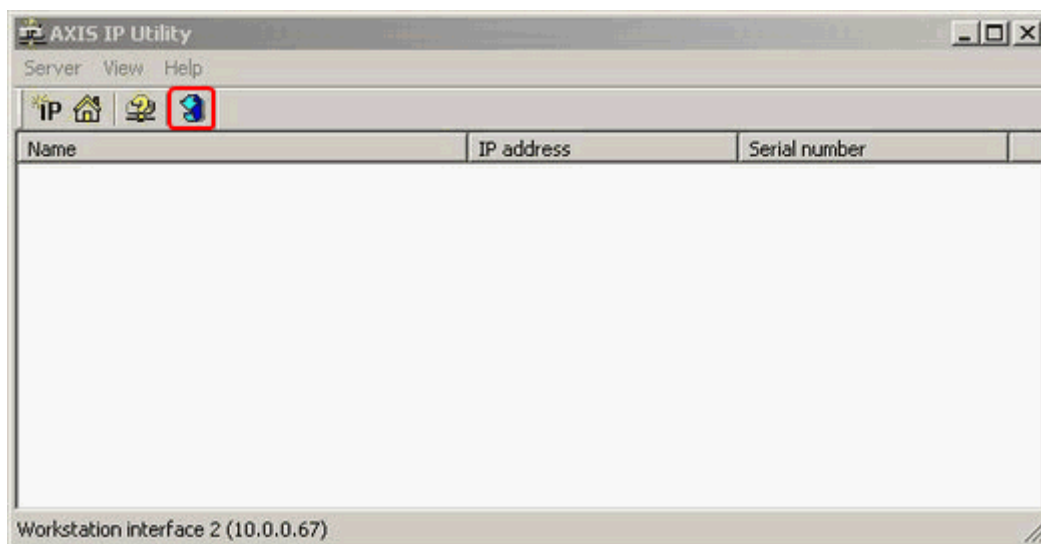 AXIS IP Utility
Server View Help
IP
Name IP address Serial number
Workstation interface 2 (10.0.0.67)